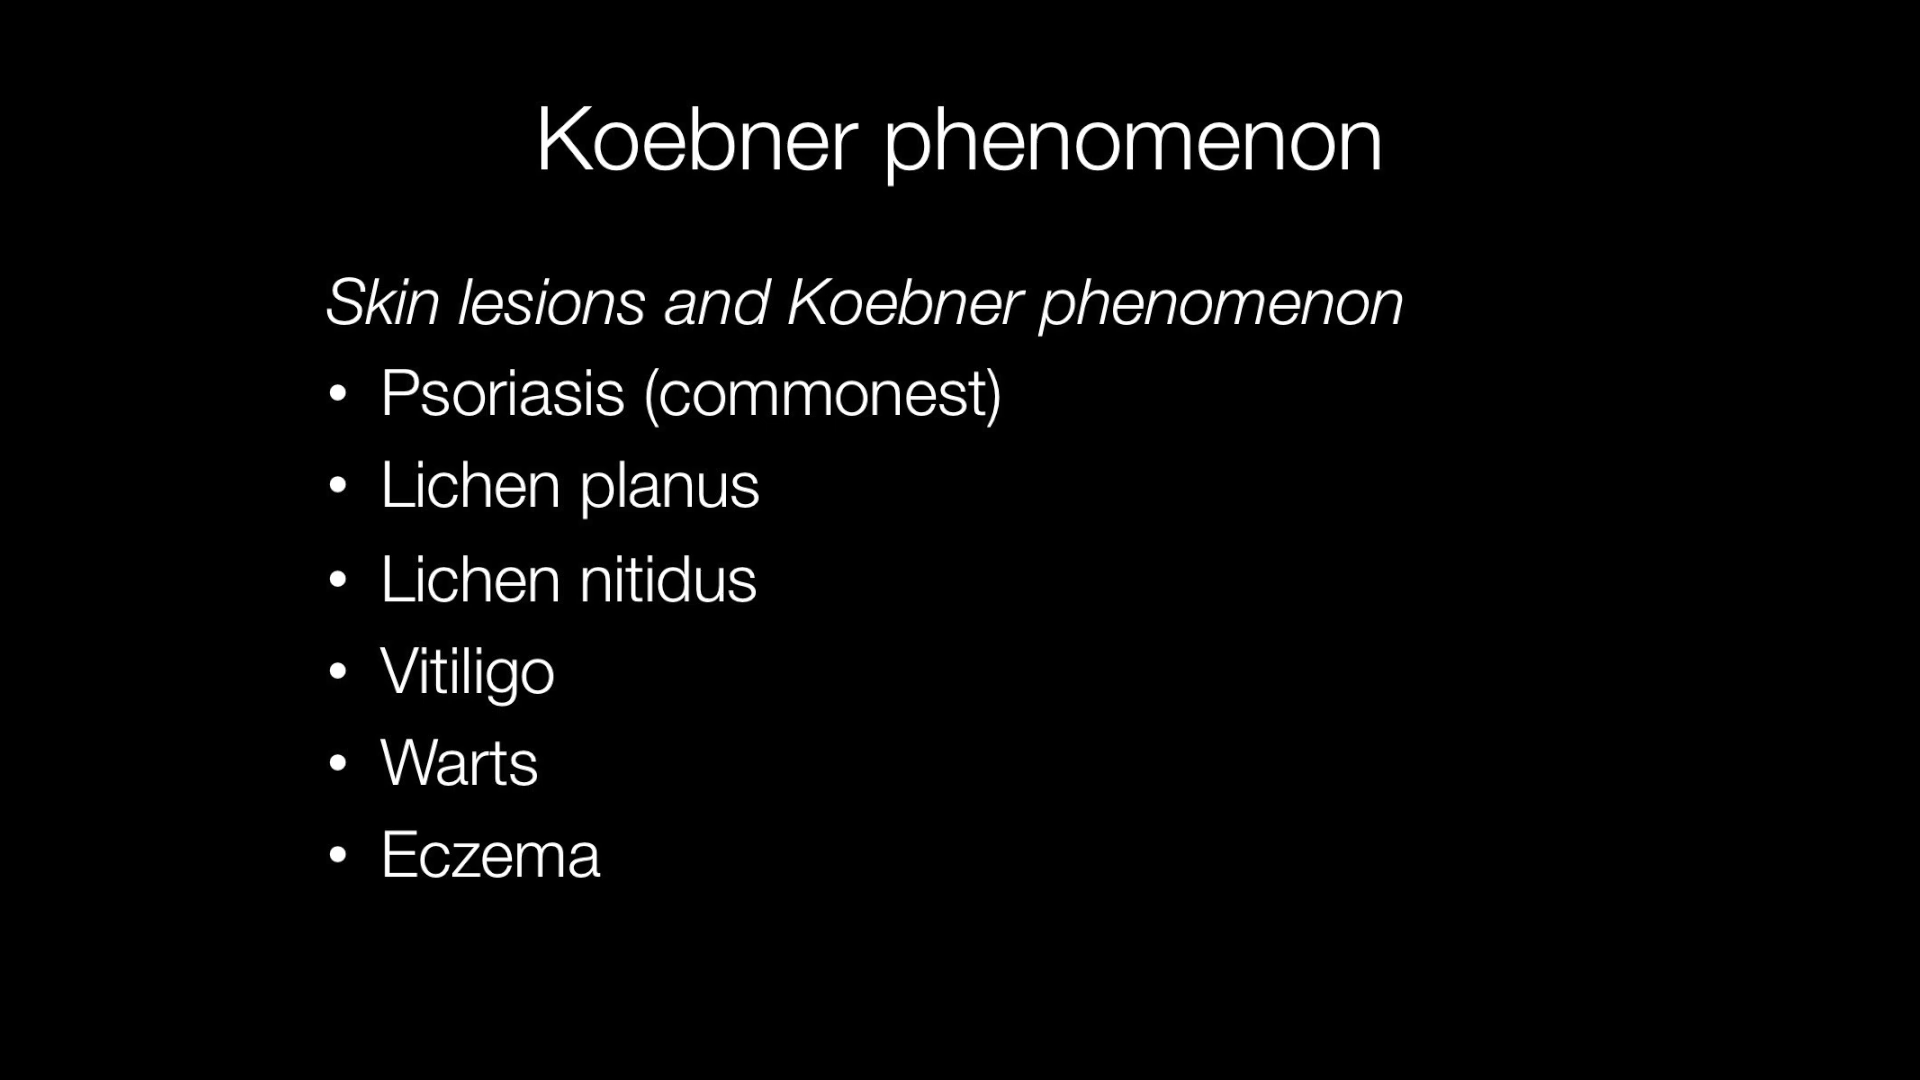 Koebner phenomenon
Skin lesions and Koebner phenomenon
• Psoriasis (commonest)
• Lichen planus
• Lichen nitidus
• Vitiligo
• Warts
• Eczema